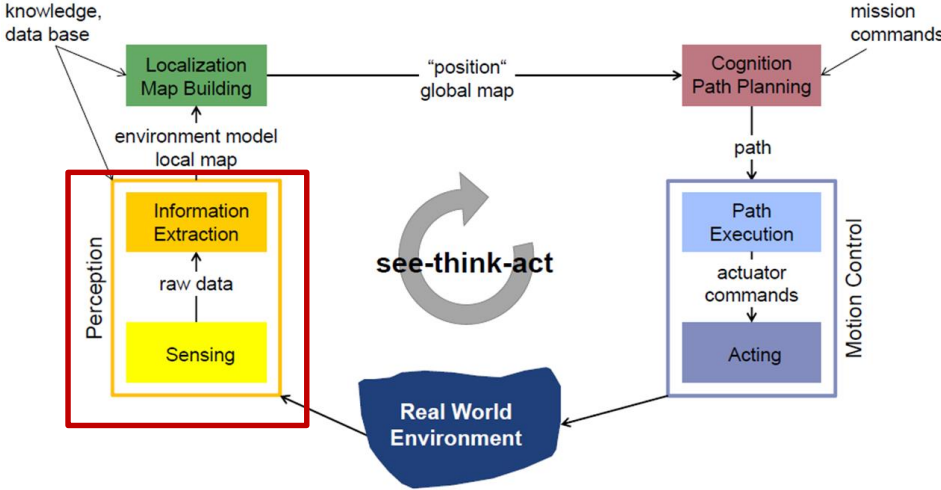 knowledge,
data base
mission
commands
Localization
Map Building
“position“
global map
Cognition
Path Planning
environment model
local map
path
Perception
Information
Extraction
raw data
Sensing
see-think-act
Path
Execution
actuator
commands
Acting
Motion Control
Real World
Environment